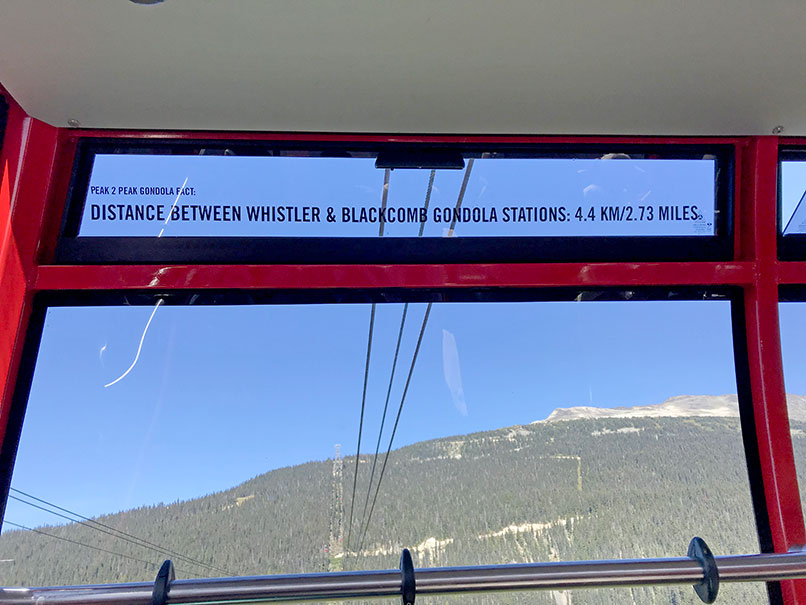 PEAK 2 PEAK GONDOLA FACT:
DISTANCE BETWEEN WHISTLER & BLACKCOMB GONDOLA STATIONS: 4.4 KM/2.73 MILES